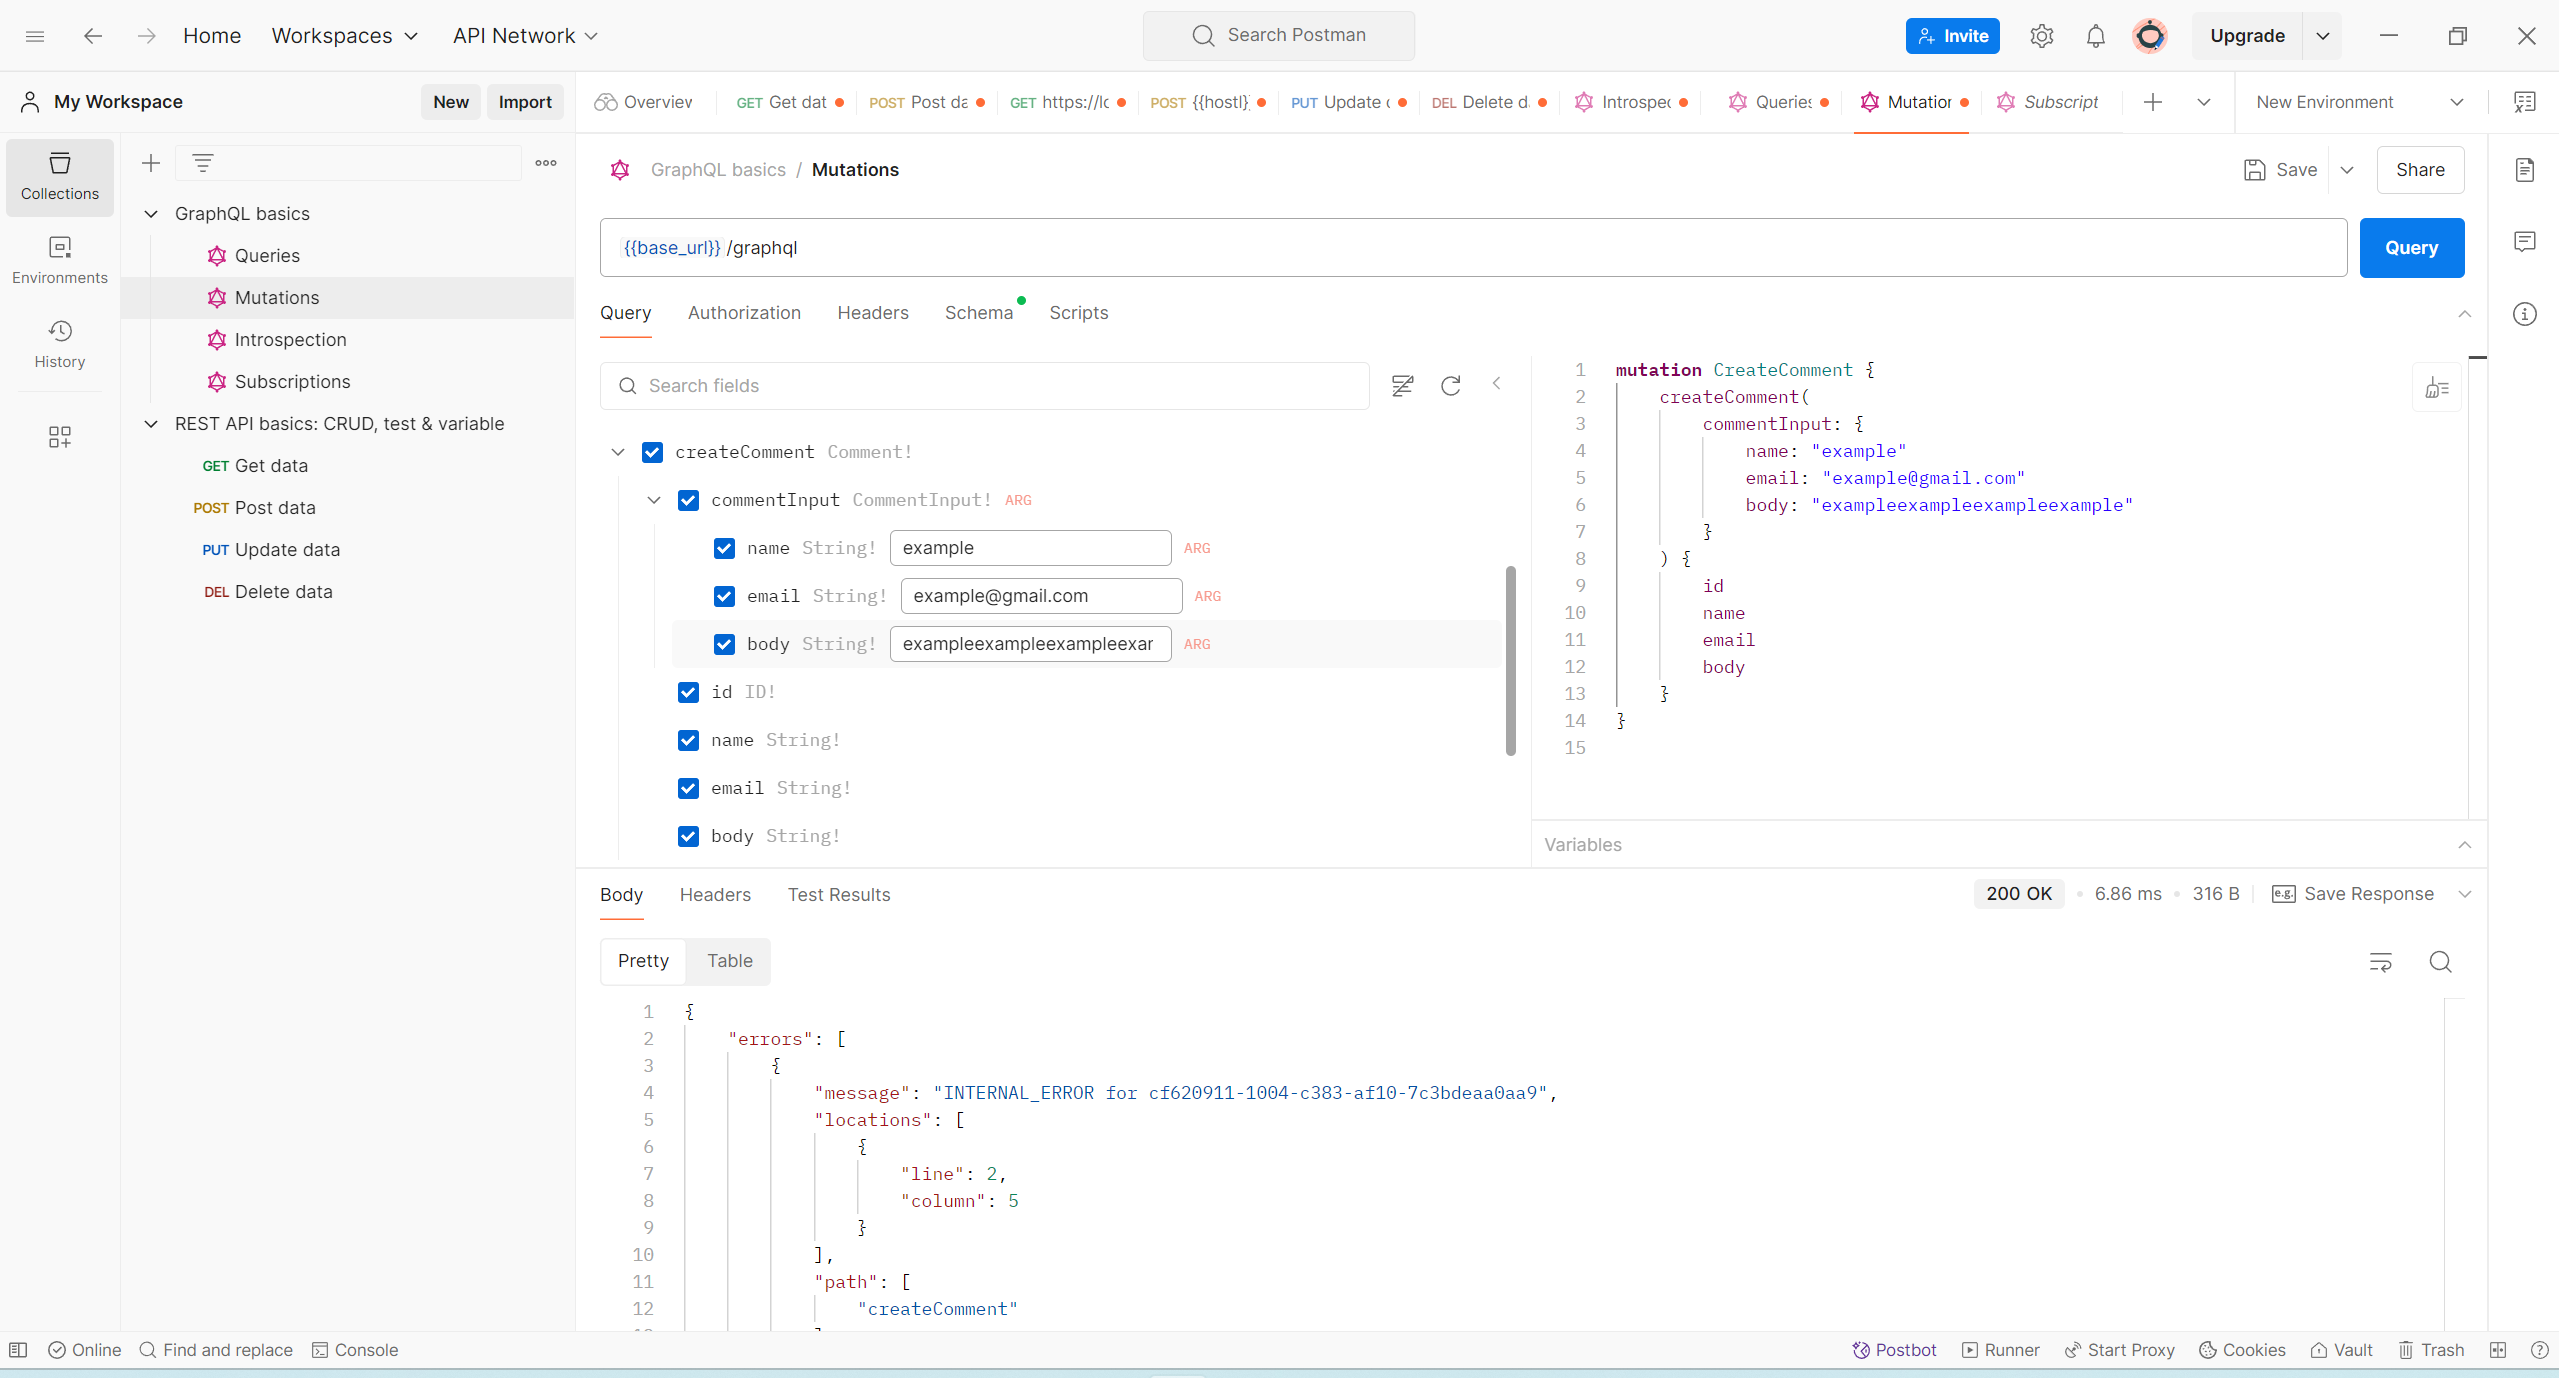 Home Workspaces API Network Search Postman Invite Upgrade
My Workspace New Import
Overview GET Get dat POST Post da GET https://lo POST {{hostl} PUT Update DEL Delete d Introspec Queries Mutation Subscript New Environment
Collections
Environments
History
GraphQL basics
Queries
Mutations
Introspection
Subscriptions
REST API basics: CRUD, test & variable
GET Get data
POST Post data
PUT Update data
DEL Delete data
GraphQL basics / Mutations Save Share
{{base_url}} /graphql Query
Query Authorization Headers Schema Scripts
Search fields
createComment Comment!
commentInput CommentInput! ARG
name String! example ARG
email String! example@gmail.com ARG
body String! exampleexampleexampleexar ARG
id ID!
name String!
email String!
body String!
1 mutation CreateComment {
2 createComment(
3 commentInput: {
4 name: "example"
5 email: "example@gmail.com"
6 body: "exampleexampleexampleexample"
7 }
8 ) {
9 id
10 name
11 email
12 body
13 }
14 }
15
Variables
Body Headers Test Results 200 OK 6.86 ms 316 B e.g. Save Response
Pretty Table
1 {
2 "errors": [
3 {
4 "message": "INTERNAL_ERROR for cf620911-1004-c383-af10-7c3bdeaa0aa9",
5 "locations": [
6 {
7 "line": 2,
8 "column": 5
9 }
10 ],
11 "path": [
12 "createComment"
Online Find and replace Console Postbot Runner Start Proxy Cookies Vault Trash